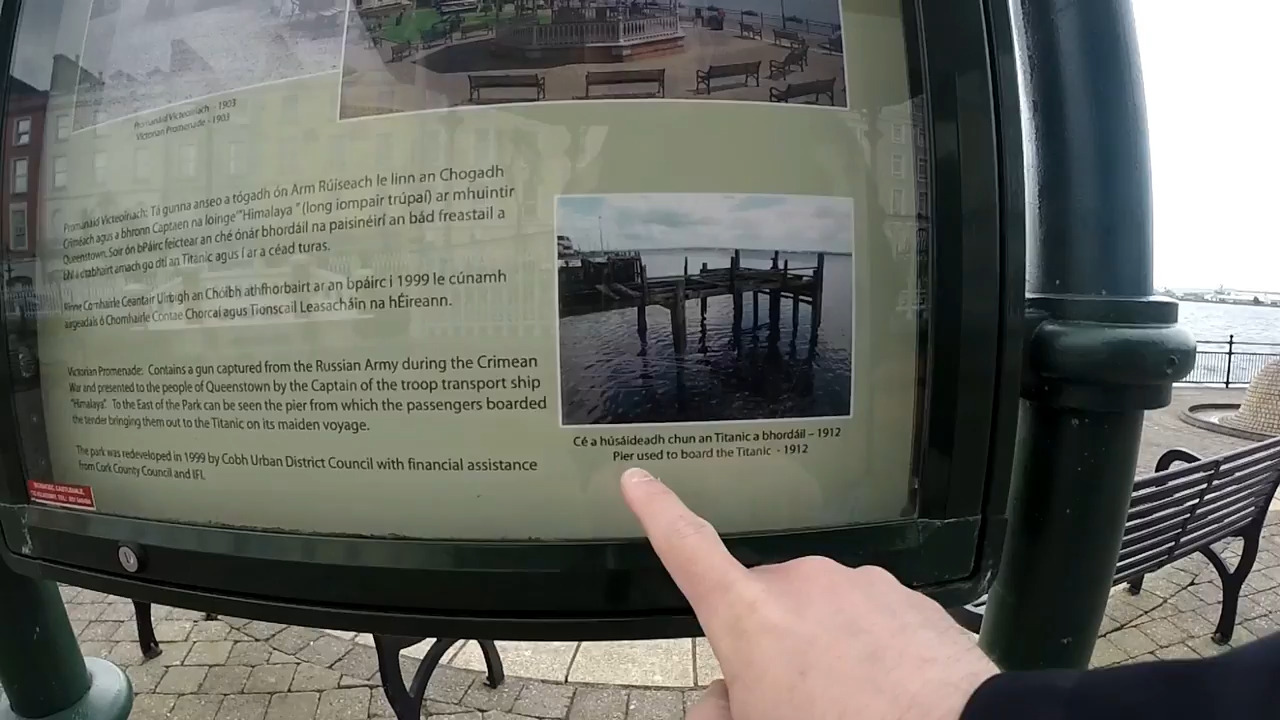 Promanáid Victeoiriach - 1903
Victorian Promenade - 1903
Promanáid Victeoiriach: Tá gunna anseo a tógadh ón Arm Rúiseach le linn an Chogadh
Criméach agus a bhronn Captaen na loinge "Himalaya" (long iompair trúpaí) ar mhuintir
Queenstown. Soir ón bPáirc feictear an ché ónár bhordáil na paisinéirí an bád freastail a
bhí á dtabhairt amach go dtí an Titanic agus í ar a céad turas.
Rinne Comhairle Ceantair Uirbigh an Chóibh athfhorbairt ar an bpáirc i 1999 le cúnamh
airgeadais ó Chomhairle Contae Chorcaí agus Tionscail Leasacháin na hÉireann.
Victorian Promenade: Contains a gun captured from the Russian Army during the Crimean
War and presented to the people of Queenstown by the Captain of the troop transport ship
"Himalaya". To the East of the Park can be seen the pier from which the passengers boarded
the tender bringing them out to the Titanic on its maiden voyage.
The park was redeveloped in 1999 by Cobh Urban District Council with financial assistance
from Cork County Council and IFI.
Cé a húsáideadh chun an Titanic a bhordáil – 1912
Pier used to board the Titanic - 1912